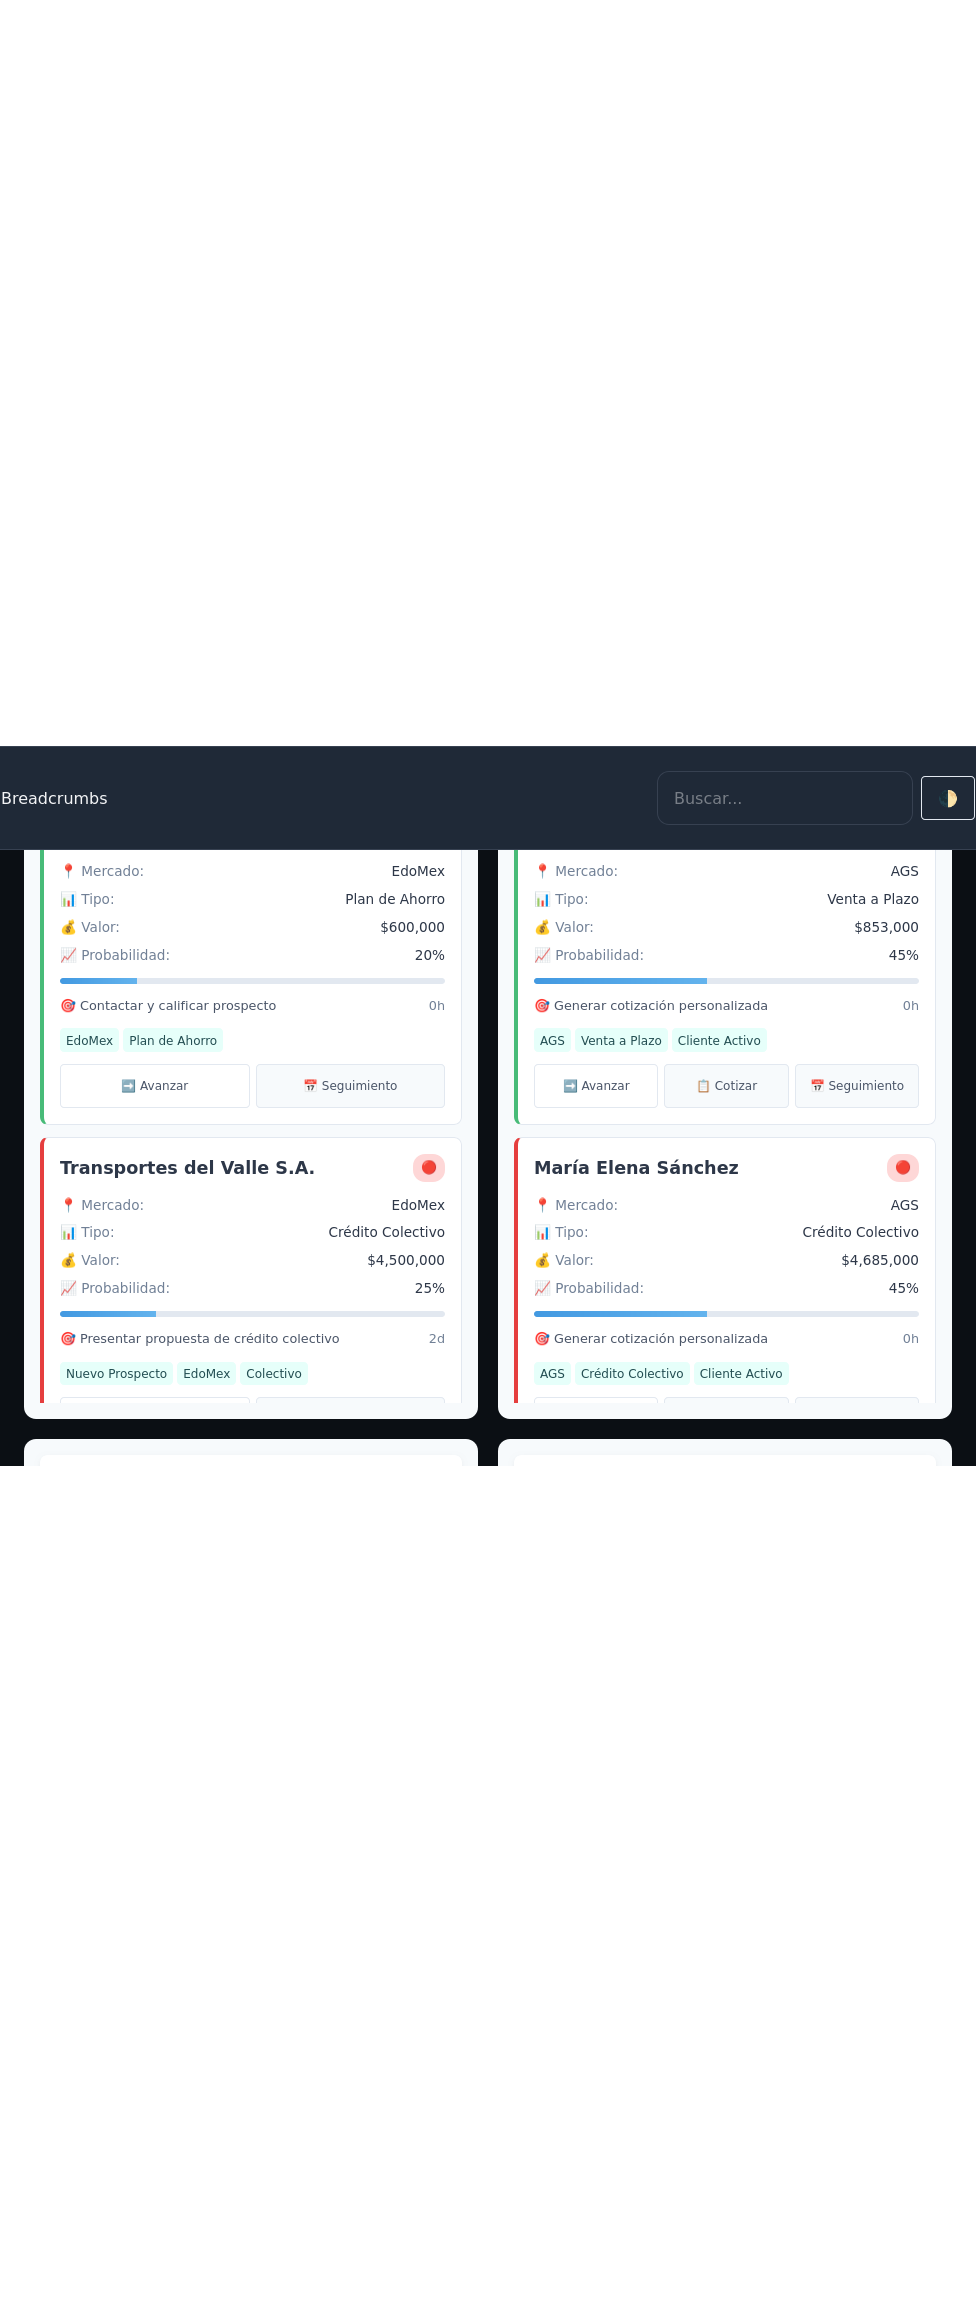 Breadcrumbs
Buscar...
📍 Mercado: EdoMex
📊 Tipo: Plan de Ahorro
💰 Valor: $600,000
📈 Probabilidad: 20%
🎯 Contactar y calificar prospecto 0h
EdoMex Plan de Ahorro
➡️ Avanzar 📅 Seguimiento
Transportes del Valle S.A.
📍 Mercado: EdoMex
📊 Tipo: Crédito Colectivo
💰 Valor: $4,500,000
📈 Probabilidad: 25%
🎯 Presentar propuesta de crédito colectivo 2d
Nuevo Prospecto EdoMex Colectivo
📍 Mercado: AGS
📊 Tipo: Venta a Plazo
💰 Valor: $853,000
📈 Probabilidad: 45%
🎯 Generar cotización personalizada 0h
AGS Venta a Plazo Cliente Activo
➡️ Avanzar 📋 Cotizar 📅 Seguimiento
María Elena Sánchez
📍 Mercado: AGS
📊 Tipo: Crédito Colectivo
💰 Valor: $4,685,000
📈 Probabilidad: 45%
🎯 Generar cotización personalizada 0h
AGS Crédito Colectivo Cliente Activo